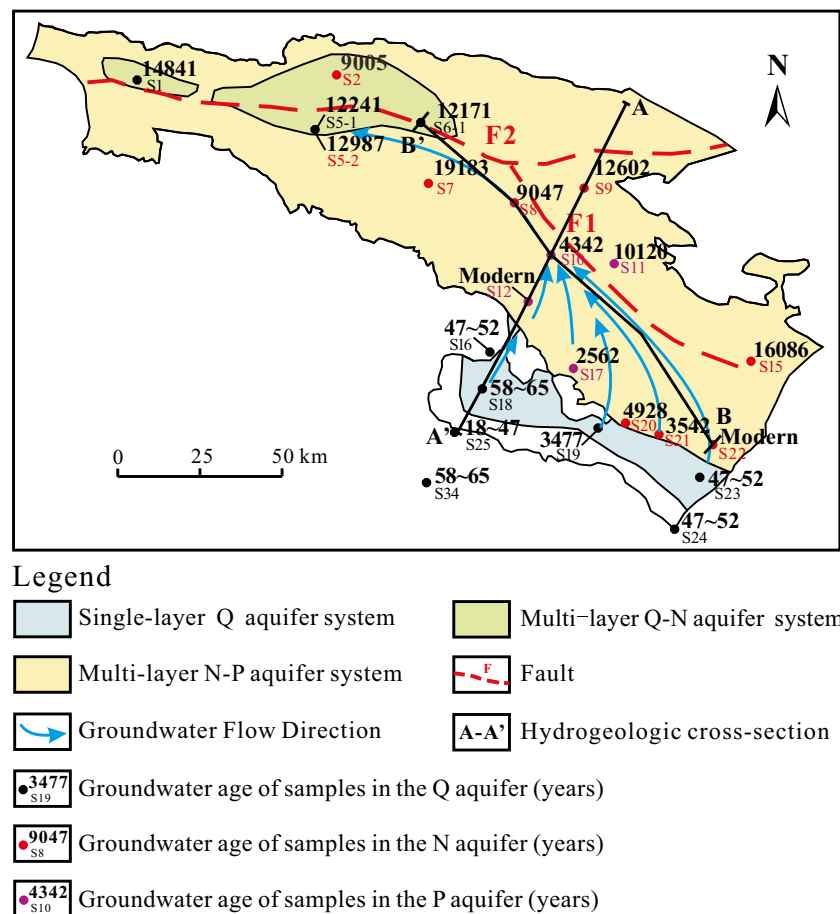 14841
S1
9005
S2
N
12241
S5-1
12171
S6-1
A
B'
F2
12987
S5-2
19183
S7
12602
S9
9047
S8
F1
4342
S10
10120
S11
Modern
S12
47~52
S16
2562
S17
16086
S15
58~65
S18
4928
S20
3542
S21
B
Modern
S22
A'
18~47
S25
3477
S19
0 25 50 km
58~65
S34
47~52
S23
47~52
S24
Legend
Single-layer Q aquifer system
Multi-layer Q-N aquifer system
Multi-layer N-P aquifer system
F
Fault
Groundwater Flow Direction
A-A' Hydrogeologic cross-section
3477
S19
Groundwater age of samples in the Q aquifer (years)
9047
S8
Groundwater age of samples in the N aquifer (years)
4342
S10
Groundwater age of samples in the P aquifer (years)